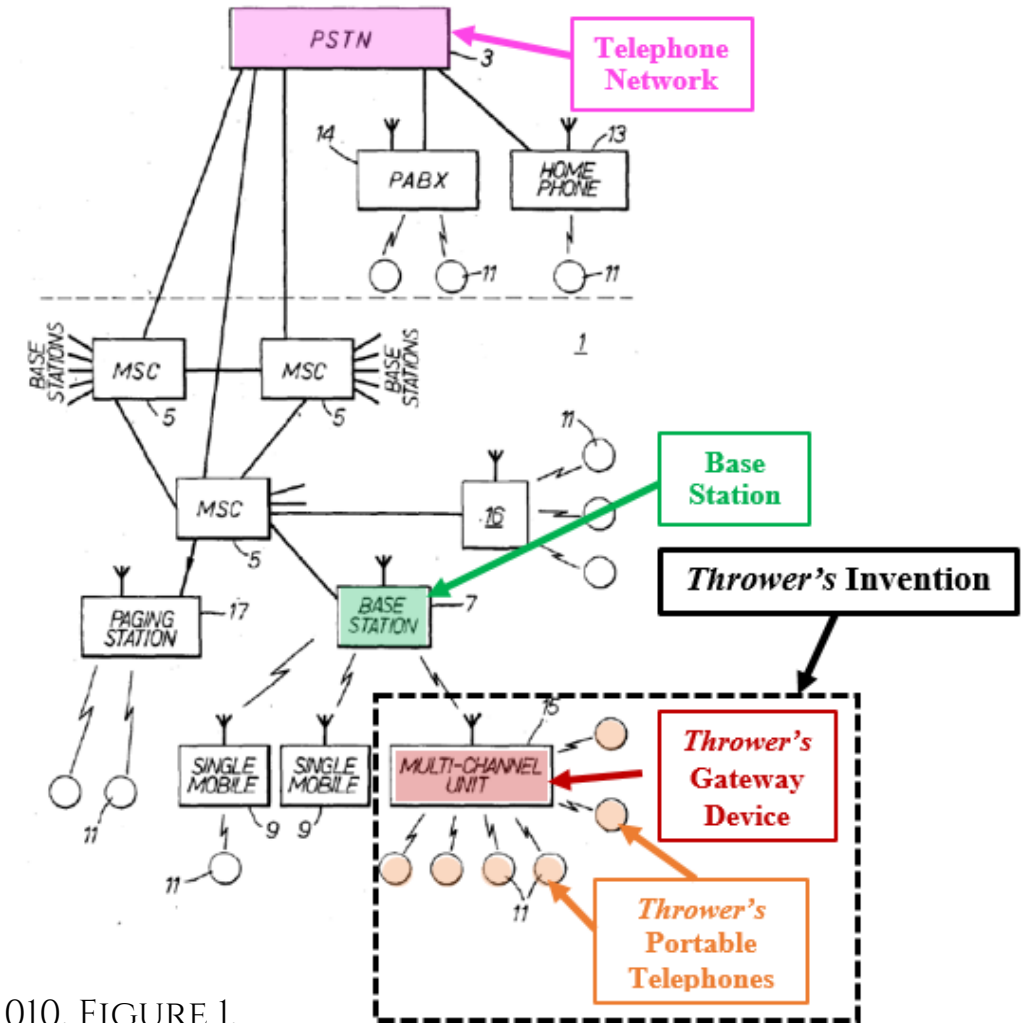 PSTN
3
Telephone
Network
14
PABX
13
HOME
PHONE
11
11
1
BASE
STATIONS
MSC
5
MSC
5
BASE
STATIONS
11
MSC
5
16
Base
Station
Thrower's Invention
PAGING
STATION
17
BASE
STATION
7
15
SINGLE
MOBILE
9
SINGLE
MOBILE
9
MULTI-CHANNEL
UNIT
Thrower's
Gateway
Device
11
11
11
Thrower's
Portable
Telephones
010, FIGURE 1.